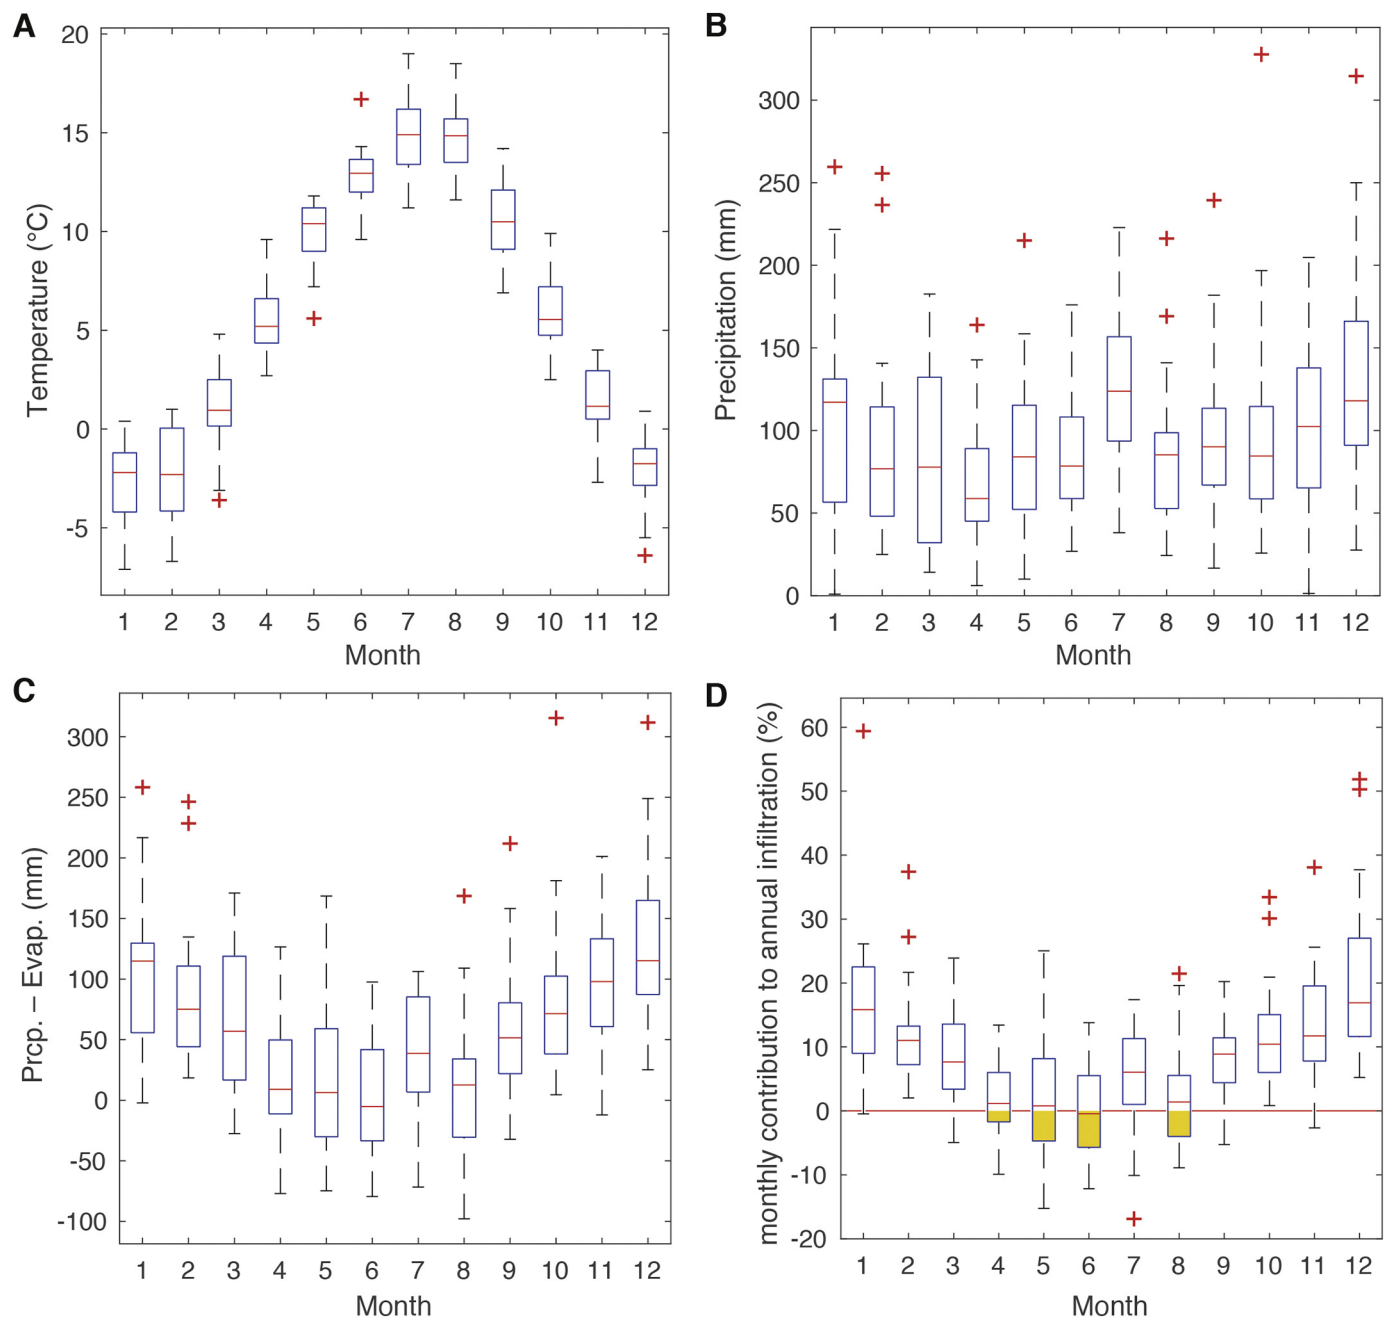 A
20
15
10
5
0
-5
Temperature (°C)
1 2 3 4 5 6 7 8 9 10 11 12
Month
B
300
250
200
150
100
50
0
Precipitation (mm)
1 2 3 4 5 6 7 8 9 10 11 12
Month
C
300
250
200
150
100
50
0
-50
-100
Prcp. – Evap. (mm)
1 2 3 4 5 6 7 8 9 10 11 12
Month
D
60
50
40
30
20
10
0
-10
-20
monthly contribution to annual infiltration (%)
1 2 3 4 5 6 7 8 9 10 11 12
Month